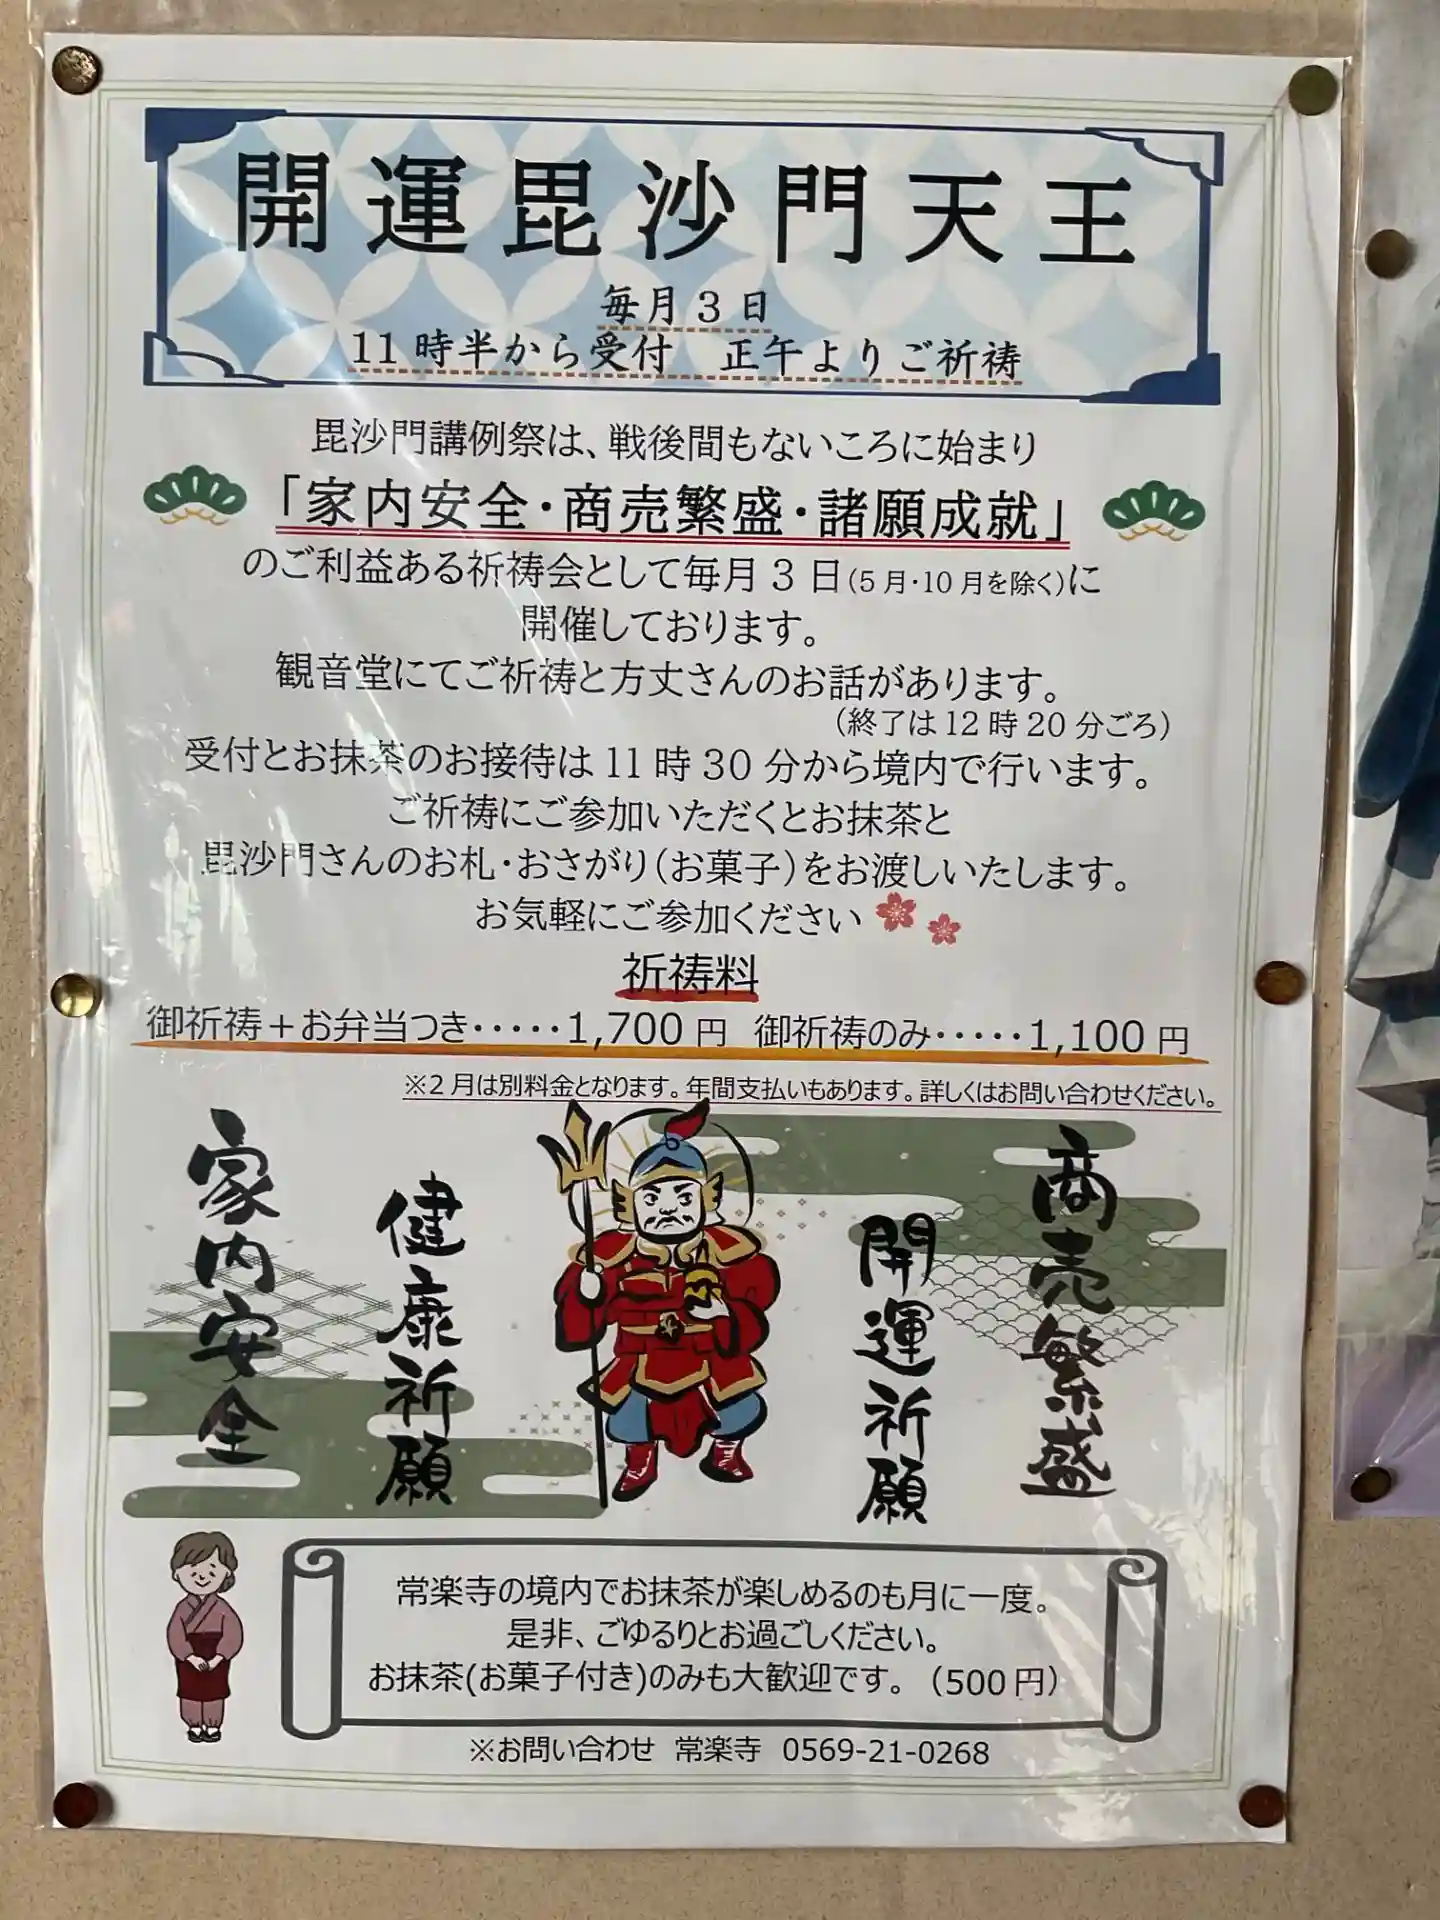 開運毘沙門天王
毎月3日
11時半から受付　正午よりご祈祷
毘沙門講例祭は、戦後間もないころに始まり
「家内安全・商売繁盛・諸願成就」
のご利益ある祈祷会として毎月3日(5月・10月を除く)に
開催しております。
観音堂にてご祈祷と方丈さんのお話があります。
(終了は12時20分ごろ)
受付とお抹茶のお接待は11時30分から境内で行います。
ご祈祷にご参加いただくとお抹茶と
毘沙門さんのお札・おさがり(お菓子)をお渡しいたします。
お気軽にご参加ください
祈祷料
御祈祷+お弁当つき・・・・・1,700円 御祈祷のみ・・・・・1,100円
※2月は別料金となります。年間支払いもあります。詳しくはお問い合わせください。
商売繁盛
開運祈願
健康祈願
家内安全
常楽寺の境内でお抹茶が楽しめるのも月に一度。
是非、ごゆるりとお過ごしください。
お抹茶(お菓子付き)のみも大歓迎です。(500円)
※お問い合わせ 常楽寺 0569-21-0268